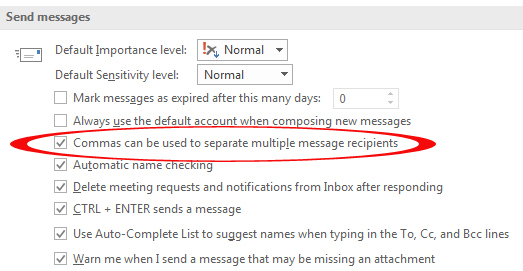 Send messages
Default Importance level: Normal
Default Sensitivity level: Normal
Mark messages as expired after this many days: 0
Always use the default account when composing new messages
Commas can be used to separate multiple message recipients
Automatic name checking
Delete meeting requests and notifications from Inbox after responding
CTRL + ENTER sends a message
Use Auto-Complete List to suggest names when typing in the To, Cc, and Bcc lines
Warn me when I send a message that may be missing an attachment